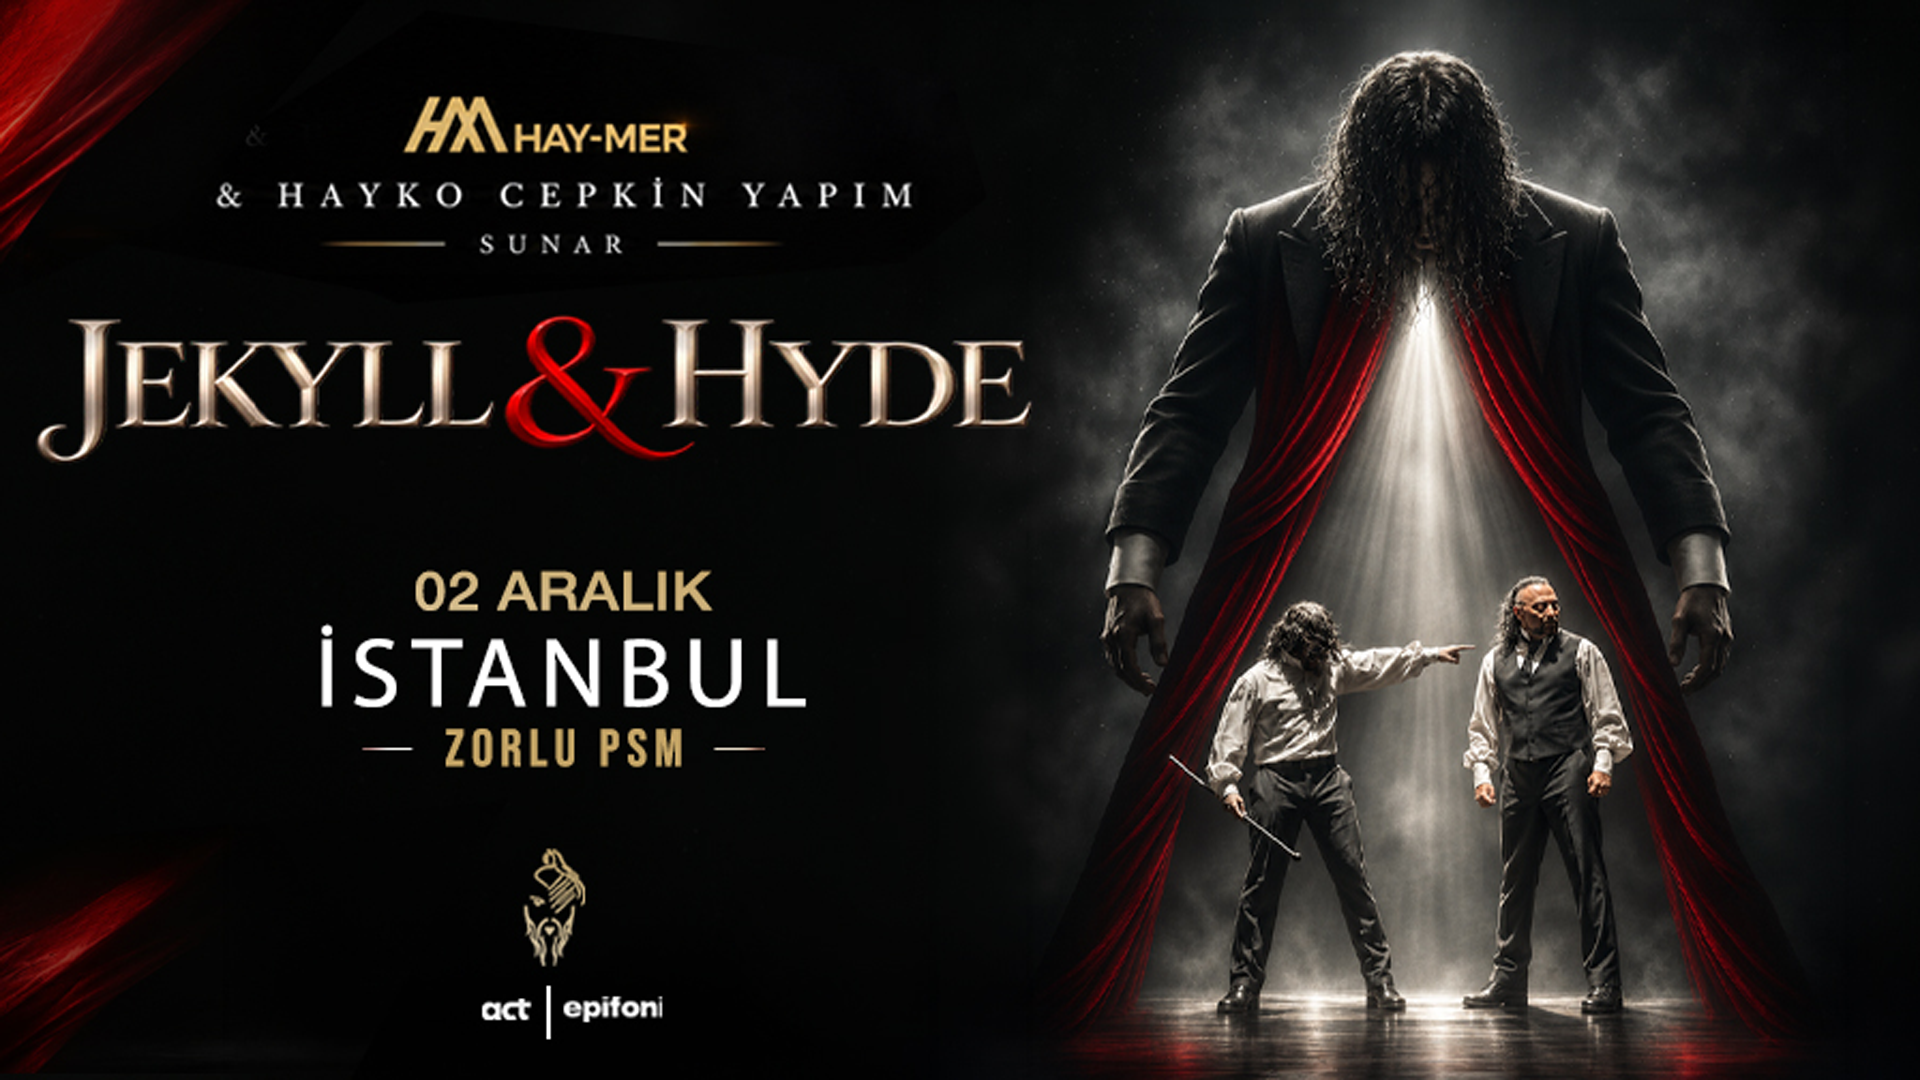 HAY-MER
& HAYKO CEPKİN YAPIM
SUNAR
JEKYLL & HYDE
02 ARALIK
İSTANBUL
ZORLU PSM
act | epifoni